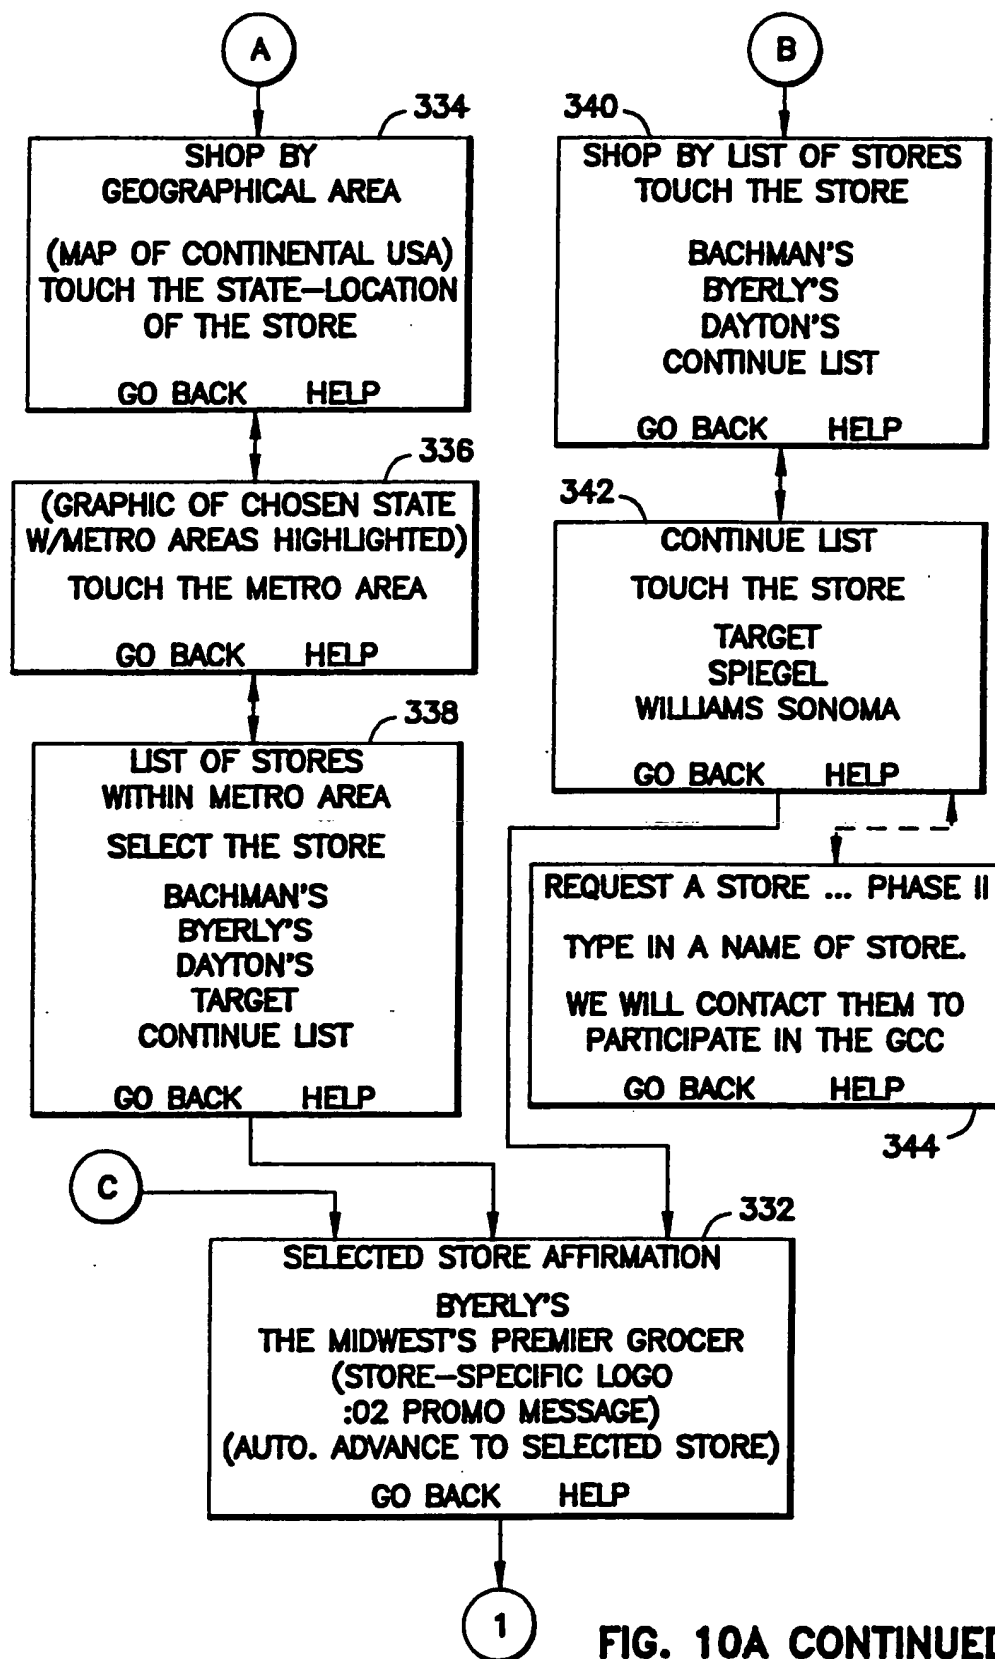 A
334
SHOP BY
GEOGRAPHICAL AREA
(MAP OF CONTINENTAL USA)
TOUCH THE STATE–LOCATION
OF THE STORE
GO BACK HELP
336
(GRAPHIC OF CHOSEN STATE
W/METRO AREAS HIGHLIGHTED)
TOUCH THE METRO AREA
GO BACK HELP
338
LIST OF STORES
WITHIN METRO AREA
SELECT THE STORE
BACHMAN'S
BYERLY'S
DAYTON'S
TARGET
CONTINUE LIST
GO BACK HELP
B
340
SHOP BY LIST OF STORES
TOUCH THE STORE
BACHMAN'S
BYERLY'S
DAYTON'S
CONTINUE LIST
GO BACK HELP
342
CONTINUE LIST
TOUCH THE STORE
TARGET
SPIEGEL
WILLIAMS SONOMA
GO BACK HELP
REQUEST A STORE ... PHASE II
TYPE IN A NAME OF STORE.
WE WILL CONTACT THEM TO
PARTICIPATE IN THE GCC
GO BACK HELP
344
C
332
SELECTED STORE AFFIRMATION
BYERLY'S
THE MIDWEST'S PREMIER GROCER
(STORE–SPECIFIC LOGO
:02 PROMO MESSAGE)
(AUTO. ADVANCE TO SELECTED STORE)
GO BACK HELP
1
FIG. 10A CONTINUED